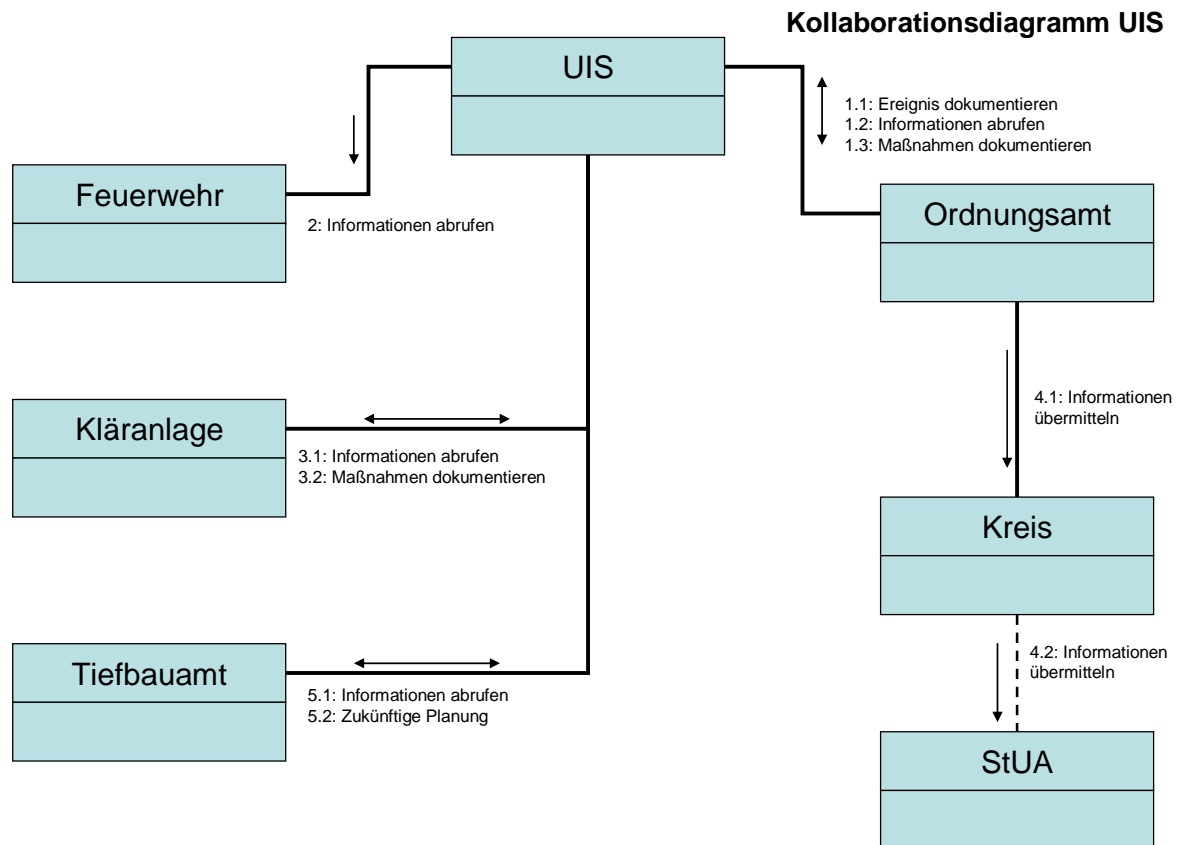 Kollaborationsdiagramm UIS
UIS
1.1: Ereignis dokumentieren
1.2: Informationen abrufen
1.3: Maßnahmen dokumentieren
Feuerwehr
2: Informationen abrufen
Ordnungsamt
Kläranlage
3.1: Informationen abrufen
3.2: Maßnahmen dokumentieren
4.1: Informationen
übermitteln
Kreis
Tiefbauamt
5.1: Informationen abrufen
5.2: Zukünftige Planung
4.2: Informationen
übermitteln
StUA